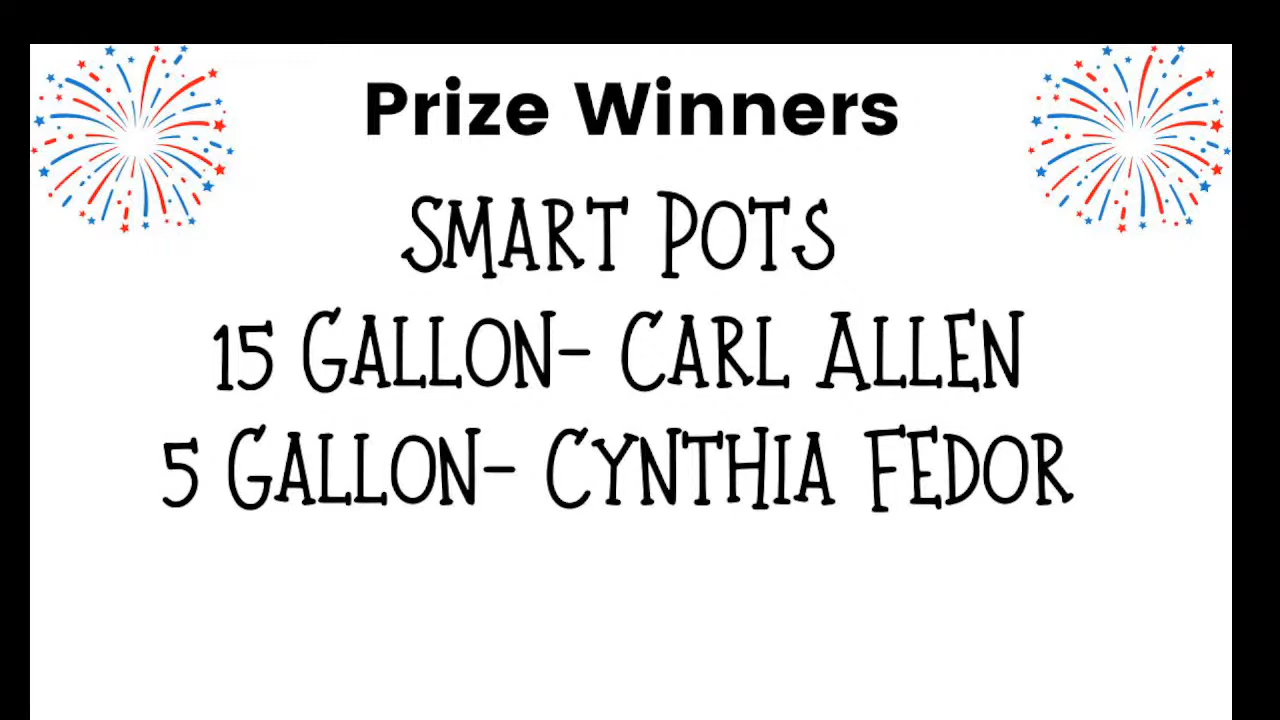 Prize Winners
SMART POTS
15 GALLON- CARL ALLEN
5 GALLON- CYNTHIA FEDOR